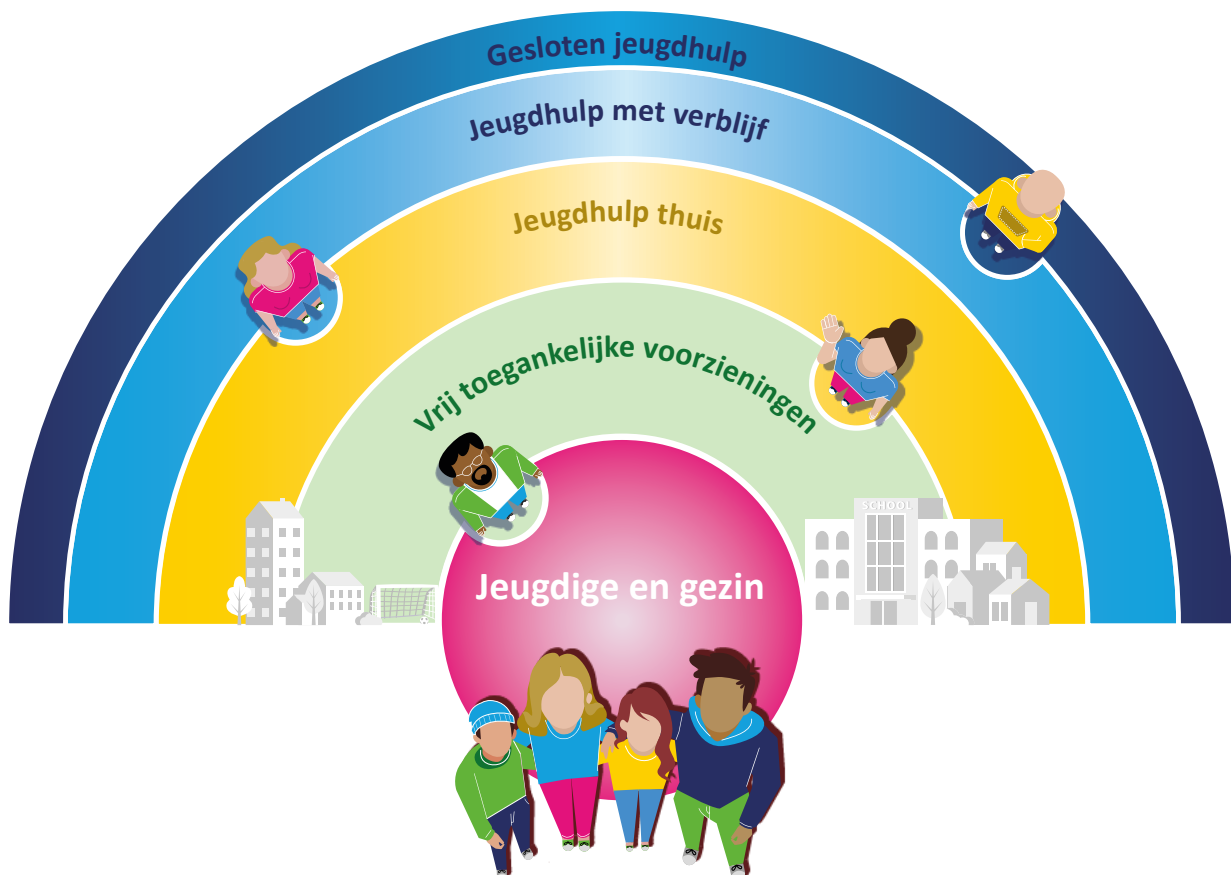 Gesloten jeugdhulp
Jeugdhulp met verblijf
Jeugdhulp thuis
Vrij toegankelijke voorzieningen
SCHOOL
Jeugdige en gezin